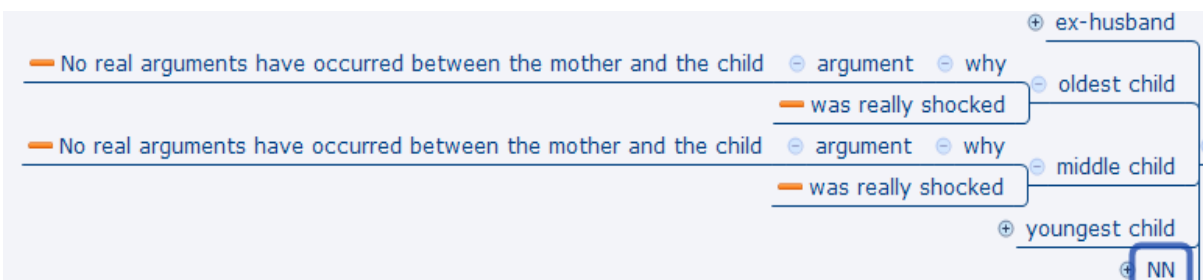 ex-husband
No real arguments have occurred between the mother and the child argument why
oldest child
was really shocked
No real arguments have occurred between the mother and the child argument why
middle child
was really shocked
youngest child
NN